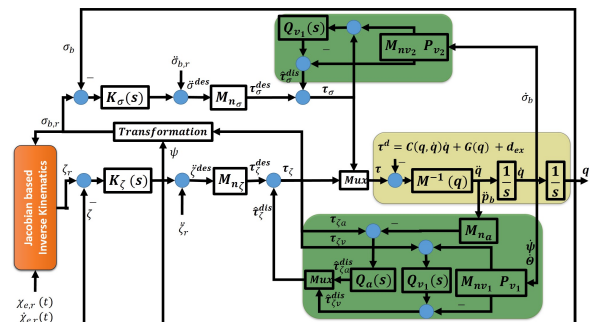 σ_b
−
σ̈_{b,r}
K_σ(s)
σ̈^{des}
M_{n_σ}
τ_σ^{des}
τ_σ
Q_{v_1}(s)
M_{nv_2} P_{v_2}
−
τ̂_σ^{dis}
σ̇_b
σ_{b,r}
Transformation
ψ
τ^d = C(q, q̇)q̇ + G(q) + d_{ex}
Jacobian based
Inverse Kinematics
ζ_r
K_ζ(s)
ζ̈^{des}
M_{n_ζ}
τ_ζ^{des}
τ_ζ
Mux
τ
−
M^{−1}(q)
q̈
1/s
q̇
1/s
q
−
ζ
ζ̈_r
τ̂_ζ^{dis}
p̈_b
τ_{ζa}
−
M_{n_a}
τ_{ζv}
ψ̇
Θ̇
τ̂_{ζa}^{dis}
Mux
Q_a(s)
Q_{v_1}(s)
M_{nv_1} P_{v_1}
τ̂_{ζv}^{dis}
−
χ_{e,r}(t)
χ̇_{e,r}(t)